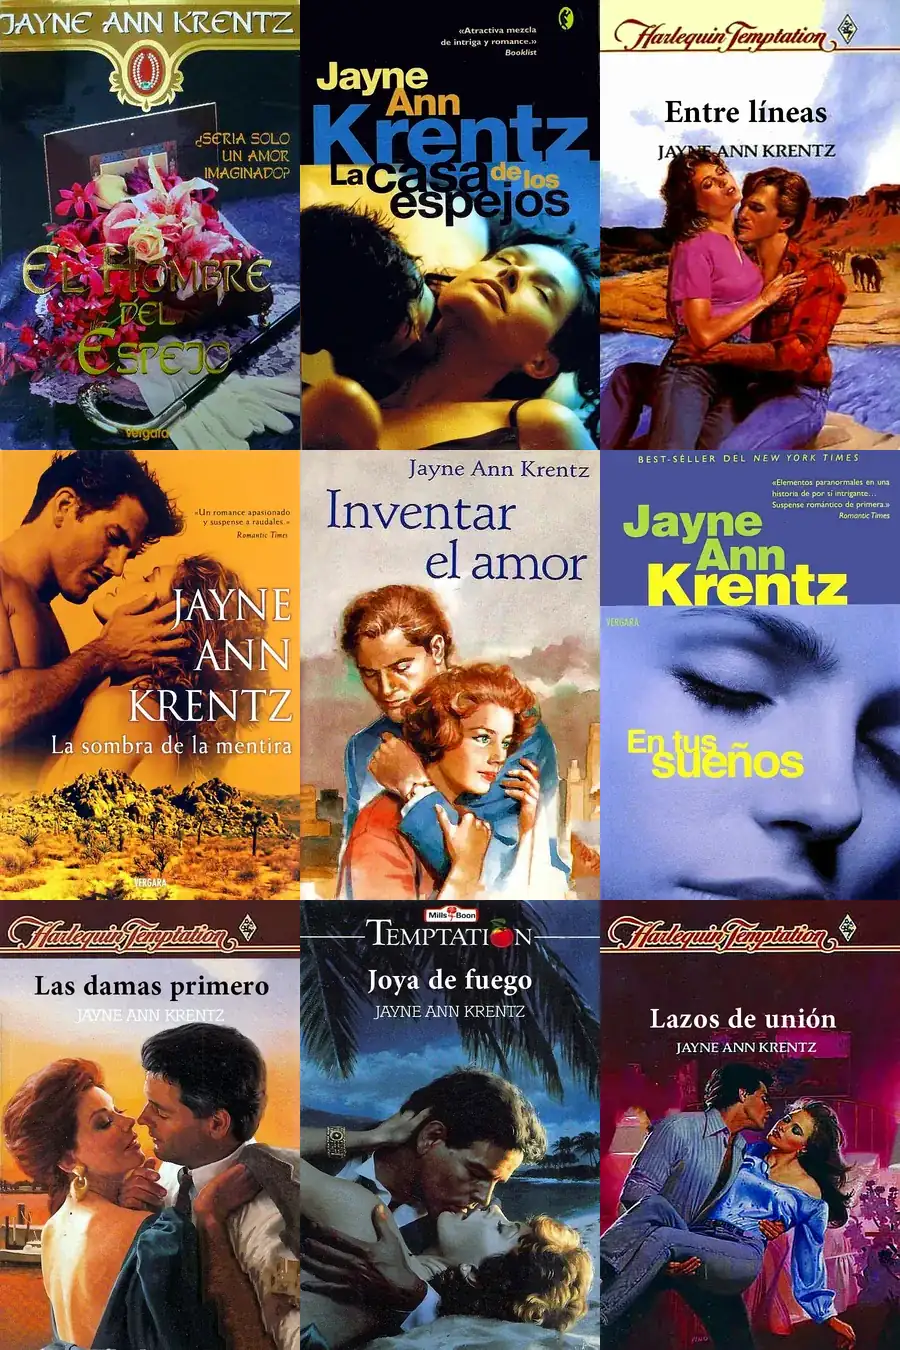 JAYNE ANN KRENTZ
¿SERIA SOLO
UN AMOR
IMAGINADO?
EL HOMBRE
DEL
ESPEJO
Vergara
«Atractiva mezcla
de intriga y romance.»
Booklist
Jayne
Ann
Krentz
La casa de los
espejos
Harlequin Temptation
Entre líneas
JAYNE ANN KRENTZ
«Un romance apasionado
y suspense a raudales.»
Romantic Times
JAYNE
ANN
KRENTZ
La sombra de la mentira
VERGARA
Jayne Ann Krentz
Inventar
el amor
BEST-SÉLLER DEL NEW YORK TIMES
«Elementos paranormales en una
historia de por sí intrigante...
Suspense romántico de primera.»
Romantic Times
Jayne
Ann
Krentz
VERGARA
En tus
sueños
Harlequin Temptation
Las damas primero
JAYNE ANN KRENTZ
Mills & Boon
TEMPTATION
Joya de fuego
JAYNE ANN KRENTZ
Harlequin Temptation
Lazos de unión
JAYNE ANN KRENTZ